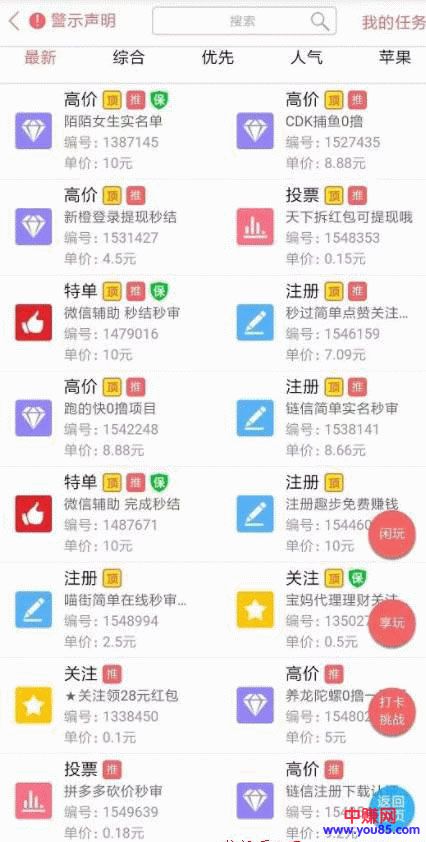 警示声明 搜索 我的任务
最新 综合 优先 人气 苹果
高价 顶 推 保
陌陌女生实名单
编号：1387145
单价：10元
高价 顶 推
CDK捕鱼0撸
编号：1527435
单价：8.88元
高价 顶 推
新橙登录提现秒结
编号：1531427
单价：4.5元
投票 顶 推
天下拆红包可提现哦
编号：1548353
单价：0.15元
特单 顶 推 保
微信辅助 秒结秒审
编号：1479016
单价：10元
注册 顶 推
秒过简单点赞关注...
编号：1546159
单价：7.09元
高价 顶 推
跑的快0撸项目
编号：1542248
单价：8.88元
注册 顶 推
链信简单实名秒审
编号：1538141
单价：8.66元
特单 顶 推 保
微信辅助 完成秒结
编号：1487671
单价：10元
注册 顶
注册趣步免费赚钱
编号：154460
单价：10元
闲玩
注册 顶
喵街简单在线秒审...
编号：1548994
单价：2.5元
关注 顶 保
宝妈代理理财关注
编号：13502
单价：0.5元
享玩
关注 推
★关注领28元红包
编号：1338450
单价：0.1元
高价 推
养龙陀螺0撸一
编号：15480
单价：5元
打卡
挑战
投票 推
拼多多砍价秒审
编号：1549639
单价：0.18元
高价 推
链信注册下载认
编号：154
单价：
返回
中赚网
www.you85.com